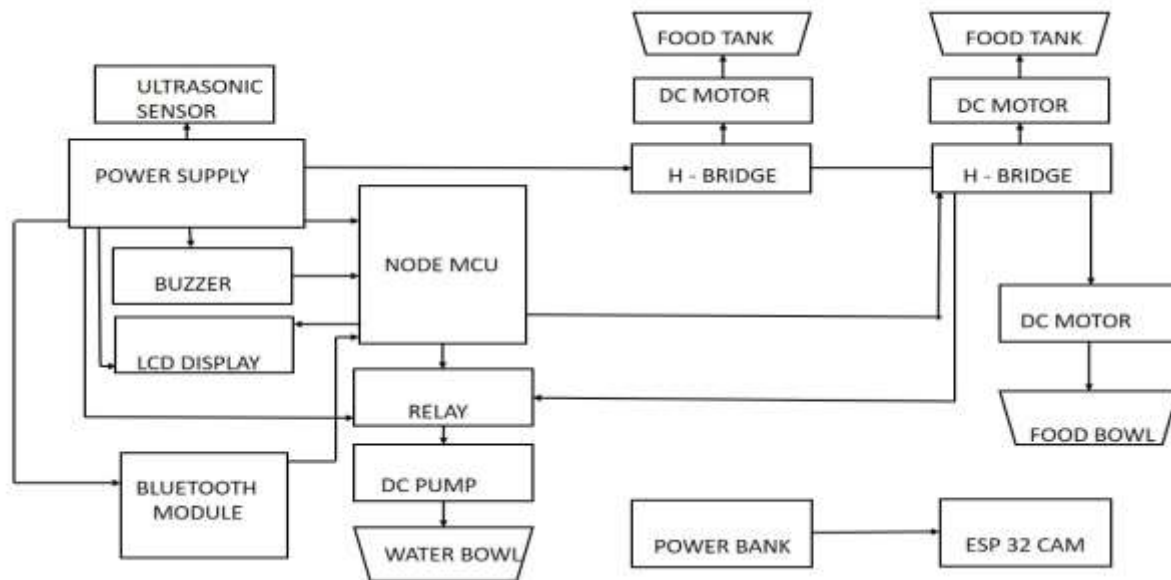 FOOD TANK
FOOD TANK
ULTRASONIC
SENSOR
DC MOTOR
DC MOTOR
POWER SUPPLY
H - BRIDGE
H - BRIDGE
NODE MCU
BUZZER
DC MOTOR
LCD DISPLAY
RELAY
FOOD BOWL
BLUETOOTH
MODULE
DC PUMP
POWER BANK
ESP 32 CAM
WATER BOWL